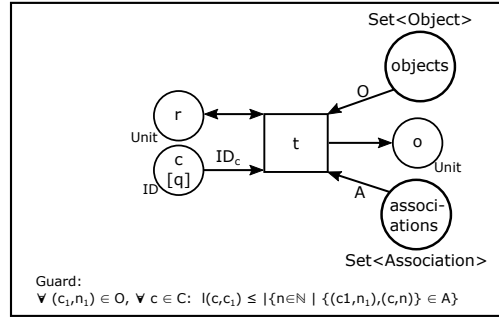 Set<Object>
objects
O
r
Unit
t
o
Unit
c
[q]
ID
ID_c
A
associ-
ations
Set<Association>
Guard:
∀ (c₁,n₁) ∈ O, ∀ c ∈ C: l(c,c₁) ≤ |{n∈ℕ | {(c1,n₁),(c,n)} ∈ A}